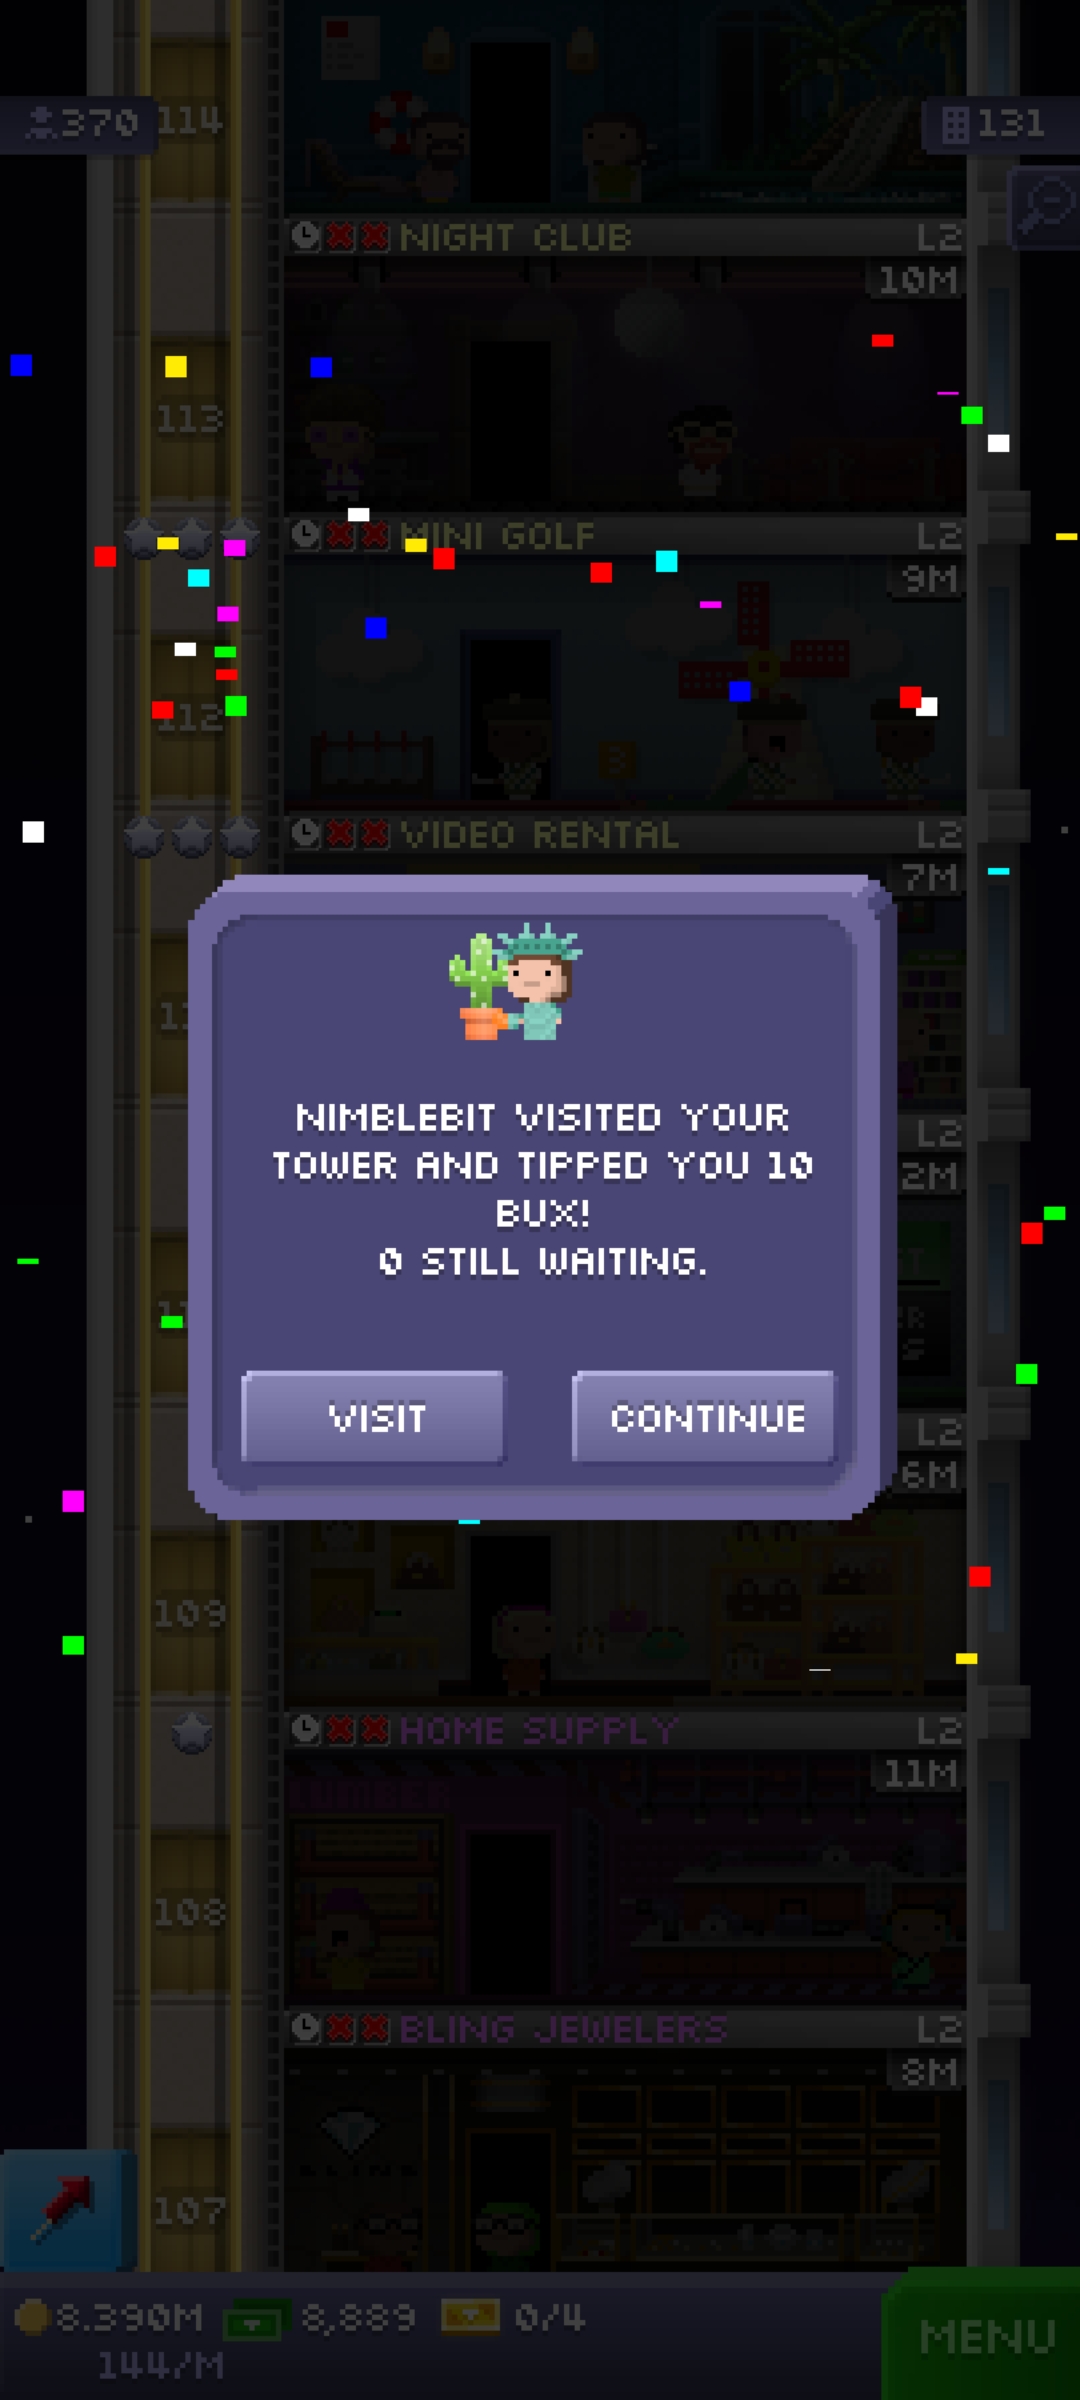 370
114
131
NIGHT CLUB
L2
10M
113
MINI GOLF
L2
9M
3
112
VIDEO RENTAL
L2
7M
NIMBLEBIT VISITED YOUR
TOWER AND TIPPED YOU 10
BUX!
0 STILL WAITING.
L2
2M
VISIT
CONTINUE
L2
6M
109
HOME SUPPLY
L2
11M
LUMBER
108
BLING JEWELERS
L2
8M
107
8.390M
8,889
0/4
144/M
MENU